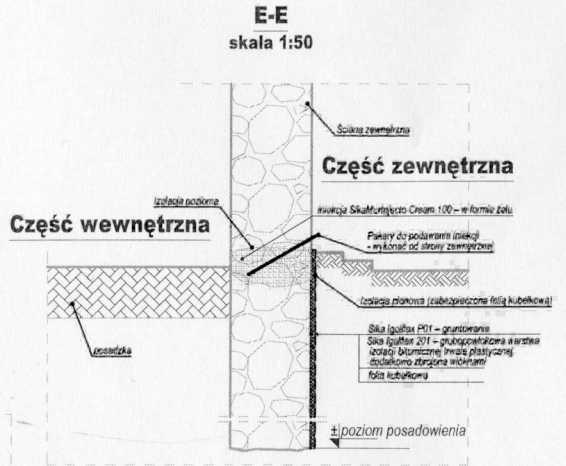 E-E
skala 1:50
Ściana zewnętrzna
Część zewnętrzna
Izolacja pozioma
Iniekcja SikaMurInjecto Cream 100 – w formie żelu
Część wewnętrzna
Pakery do podawania iniekcji
- wykonać od strony zewnętrznej
Izolacja pionowa (zabezpieczona folią kubełkową)
posadzka
Sika Igolflex P01 – gruntowanie
Sika Igolflex 201 – grubopowłokowa warstwa
izolacji bitumicznej trwale plastycznej,
dodatkowo zbrojona włóknami
folia kubełkowa
± poziom posadowienia